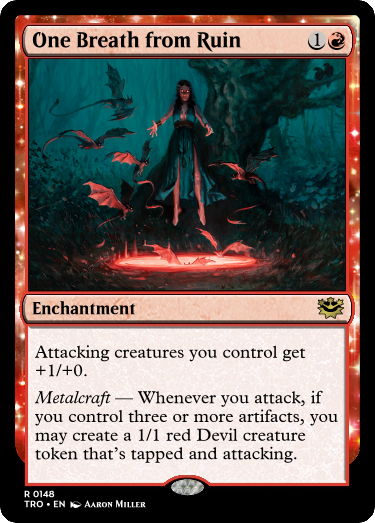 One Breath from Ruin 1
Enchantment
Attacking creatures you control get
+1/+0.
Metalcraft — Whenever you attack, if
you control three or more artifacts, you
may create a 1/1 red Devil creature
token that's tapped and attacking.
R 0148
TRO • EN Aaron Miller